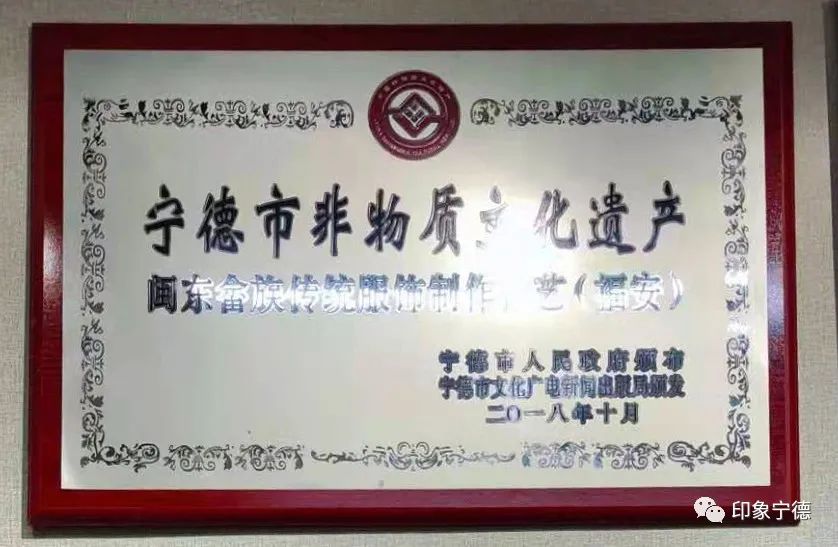 宁德市非物质文化遗产
闽东畲族传统服饰制作 艺（福安）
宁德市人民政府颁布
宁德市文化广电新闻出版局颁发
二〇一八年十月
印象宁德